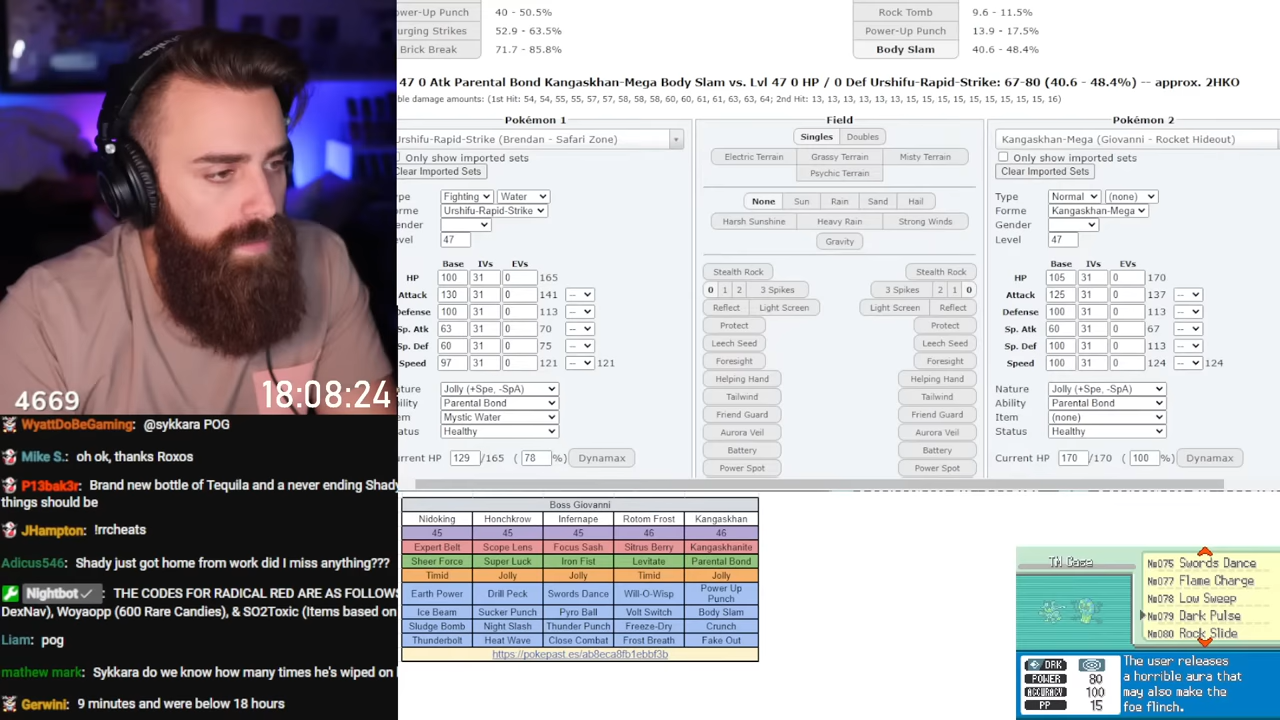 ower-Up Punch 40 - 50.5%
urging Strikes 52.9 - 63.5%
Brick Break 71.7 - 85.8%
Rock Tomb 9.6 - 11.5%
Power-Up Punch 13.9 - 17.5%
Body Slam 40.6 - 48.4%
47 0 Atk Parental Bond Kangaskhan-Mega Body Slam vs. Lvl 47 0 HP / 0 Def Urshifu-Rapid-Strike: 67-80 (40.6 - 48.4%) -- approx. 2HKO
ble damage amounts: (1st Hit: 54, 54, 55, 55, 57, 57, 58, 58, 58, 60, 60, 61, 61, 63, 63, 64; 2nd Hit: 13, 13, 13, 13, 13, 13, 15, 15, 15, 15, 15, 15, 15, 15, 15, 16)
Pokémon 1
Urshifu-Rapid-Strike (Brendan - Safari Zone)
Only show imported sets
Clear Imported Sets
ype Fighting Water
orme Urshifu-Rapid-Strike
Gender
evel 47
Base IVs EVs
HP 100 31 0 165
Attack 130 31 0 141 --
Defense 100 31 0 113 --
Sp. Atk 63 31 0 70 --
Sp. Def 60 31 0 75 --
Speed 97 31 0 121 -- 121
ature Jolly (+Spe, -SpA)
Ability Parental Bond
Item Mystic Water
tatus Healthy
urrent HP 129 /165 ( 78 %) Dynamax
Field
Singles Doubles
Electric Terrain Grassy Terrain Misty Terrain
Psychic Terrain
None Sun Rain Sand Hail
Harsh Sunshine Heavy Rain Strong Winds
Gravity
Stealth Rock Stealth Rock
0 1 2 3 Spikes 3 Spikes 2 1 0
Reflect Light Screen Light Screen Reflect
Protect Protect
Leech Seed Leech Seed
Foresight Foresight
Helping Hand Helping Hand
Tailwind Tailwind
Friend Guard Friend Guard
Aurora Veil Aurora Veil
Battery Battery
Power Spot Power Spot
Pokémon 2
Kangaskhan-Mega (Giovanni - Rocket Hideout)
Only show imported sets
Clear Imported Sets
Type Normal (none)
Forme Kangaskhan-Mega
Gender
Level 47
Base IVs EVs
HP 105 31 0 170
Attack 125 31 0 137 --
Defense 100 31 0 113 --
Sp. Atk 60 31 0 67 --
Sp. Def 100 31 0 113 --
Speed 100 31 0 124 -- 124
Nature Jolly (+Spe, -SpA)
Ability Parental Bond
Item (none)
Status Healthy
Current HP 170 /170 ( 100 %) Dynamax
4669
18:08:24
WyattDoBeGaming: @sykkara POG
Mike S.: oh ok, thanks Roxos
P13bak3r: Brand new bottle of Tequila and a never ending Shady
things should be
JHampton: !rrcheats
Adicus546: Shady just got home from work did I miss anything???
Nightbot ✓: THE CODES FOR RADICAL RED ARE AS FOLLOWS
DexNav), Woyaopp (600 Rare Candies), & SO2Toxic (Items based on
Liam: pog
mathew mark: Sykkara do we know how many times he's wiped on
Gerwini: 9 minutes and were below 18 hours
Boss Giovanni
Nidoking Honchkrow Infernape Rotom Frost Kangaskhan
45 45 45 46 46
Expert Belt Scope Lens Focus Sash Sitrus Berry Kangaskhanite
Sheer Force Super Luck Iron Fist Levitate Parental Bond
Timid Jolly Jolly Timid Jolly
Earth Power Drill Peck Swords Dance Will-O-Wisp Power Up Punch
Ice Beam Sucker Punch Pyro Ball Volt Switch Body Slam
Sludge Bomb Night Slash Thunder Punch Freeze-Dry Crunch
Thunderbolt Heat Wave Close Combat Frost Breath Fake Out
https://pokepast.es/ab8eca8fb1ebbf3b
TM Case
No075 Swords Dance
No077 Flame Charge
No078 Low Sweep
No079 Dark Pulse
No080 Rock Slide
DRK
POWER 80
ACCURACY 100
PP 15
The user releases
a horrible aura that
may also make the
foe flinch.